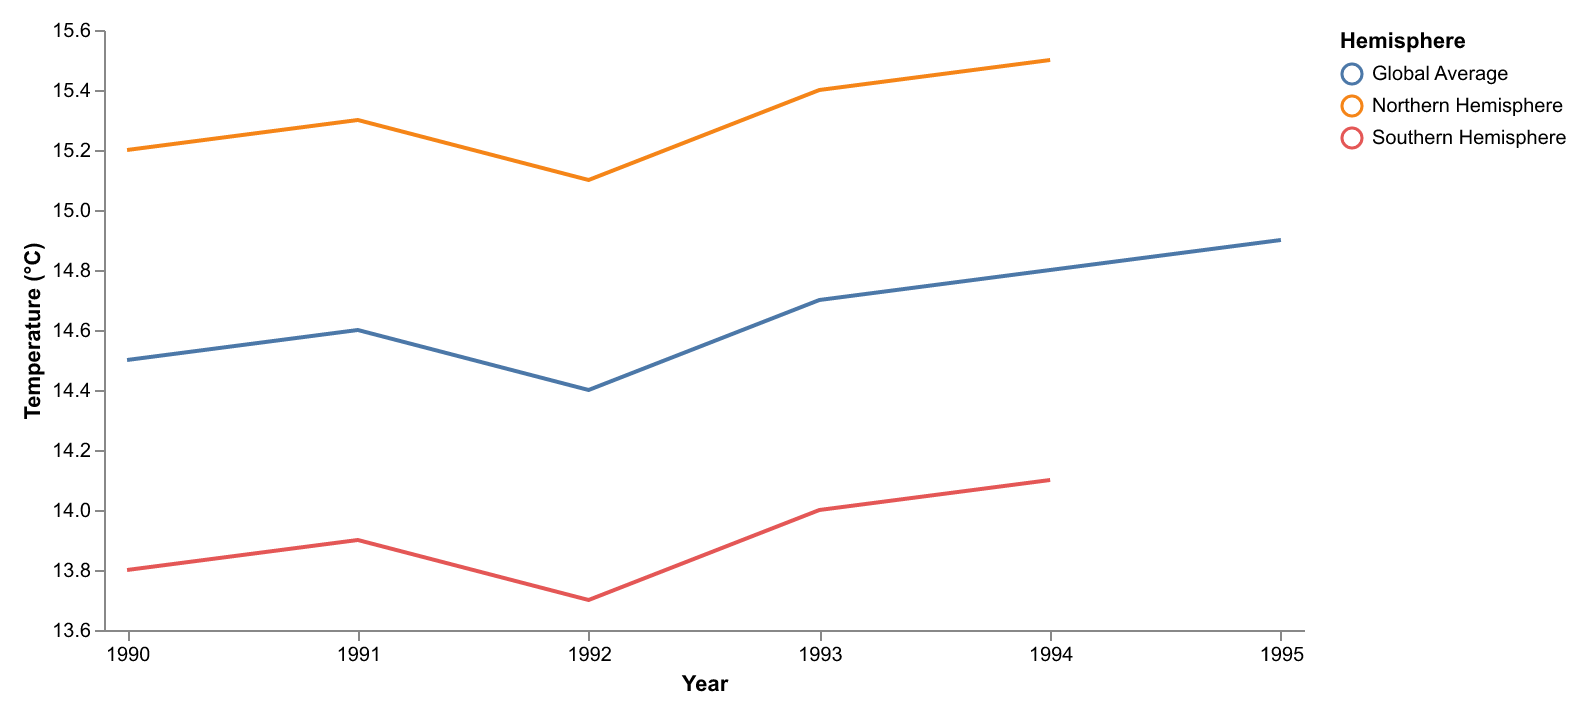 Hemisphere
Global Average
Northern Hemisphere
Southern Hemisphere
Temperature (°C)
15.6
15.4
15.2
15.0
14.8
14.6
14.4
14.2
14.0
13.8
13.6
1990 1991 1992 1993 1994 1995
Year